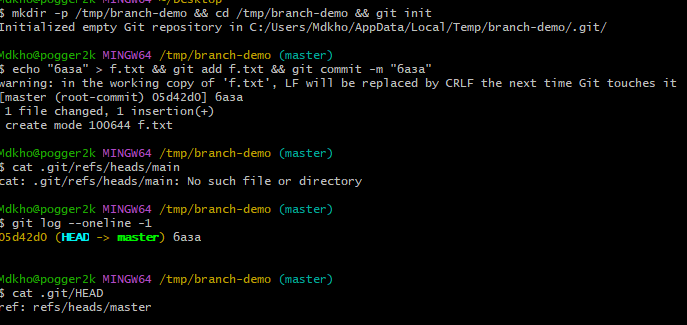 Mdkho@pogger2k MINGW64 ~/Desktop
$ mkdir -p /tmp/branch-demo && cd /tmp/branch-demo && git init
Initialized empty Git repository in C:/Users/Mdkho/AppData/Local/Temp/branch-demo/.git/
Mdkho@pogger2k MINGW64 /tmp/branch-demo (master)
$ echo "база" > f.txt && git add f.txt && git commit -m "база"
warning: in the working copy of 'f.txt', LF will be replaced by CRLF the next time Git touches it
[master (root-commit) 05d42d0] база
1 file changed, 1 insertion(+)
create mode 100644 f.txt
Mdkho@pogger2k MINGW64 /tmp/branch-demo (master)
$ cat .git/refs/heads/main
cat: .git/refs/heads/main: No such file or directory
Mdkho@pogger2k MINGW64 /tmp/branch-demo (master)
$ git log --oneline -1
05d42d0 (HEAD -> master) база
Mdkho@pogger2k MINGW64 /tmp/branch-demo (master)
$ cat .git/HEAD
ref: refs/heads/master